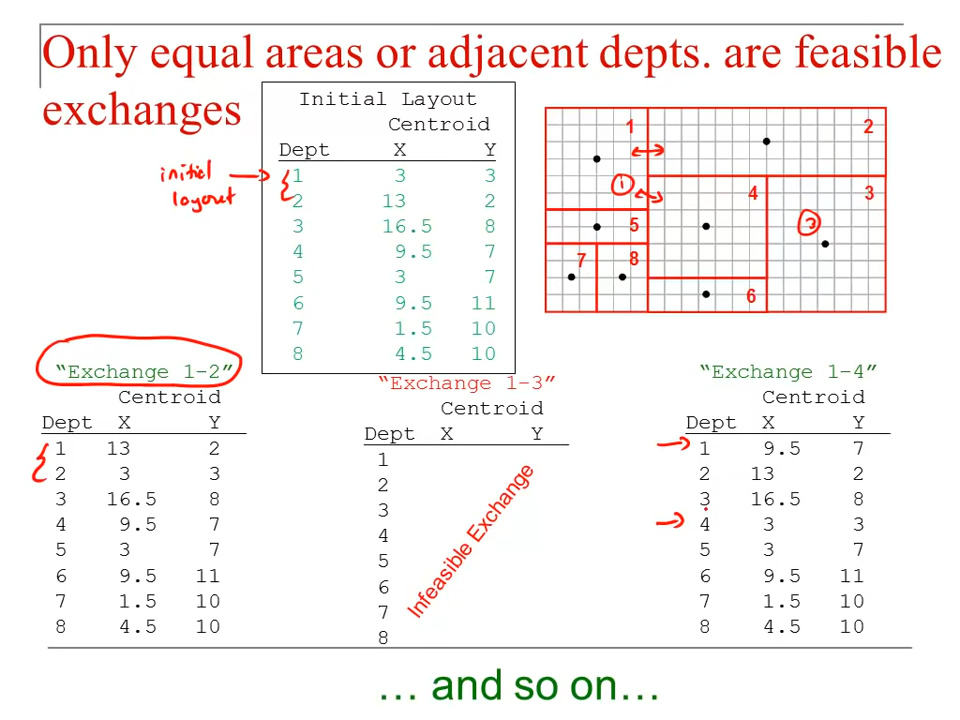 Only equal areas or adjacent depts. are feasible
exchanges
Initial Layout
Centroid
Dept X Y
1 3 3
2 13 2
3 16.5 8
4 9.5 7
5 3 7
6 9.5 11
7 1.5 10
8 4.5 10
initial
layout
1 2
1
4 3
3
5
7 8
6
"Exchange 1-2"
Centroid
Dept X Y
1 13 2
2 3 3
3 16.5 8
4 9.5 7
5 3 7
6 9.5 11
7 1.5 10
8 4.5 10
"Exchange 1-3"
Centroid
Dept X Y
1
2
3
4
5
6
7
8
Infeasible Exchange
"Exchange 1-4"
Centroid
Dept X Y
1 9.5 7
2 13 2
3 16.5 8
4 3 3
5 3 7
6 9.5 11
7 1.5 10
8 4.5 10
... and so on...